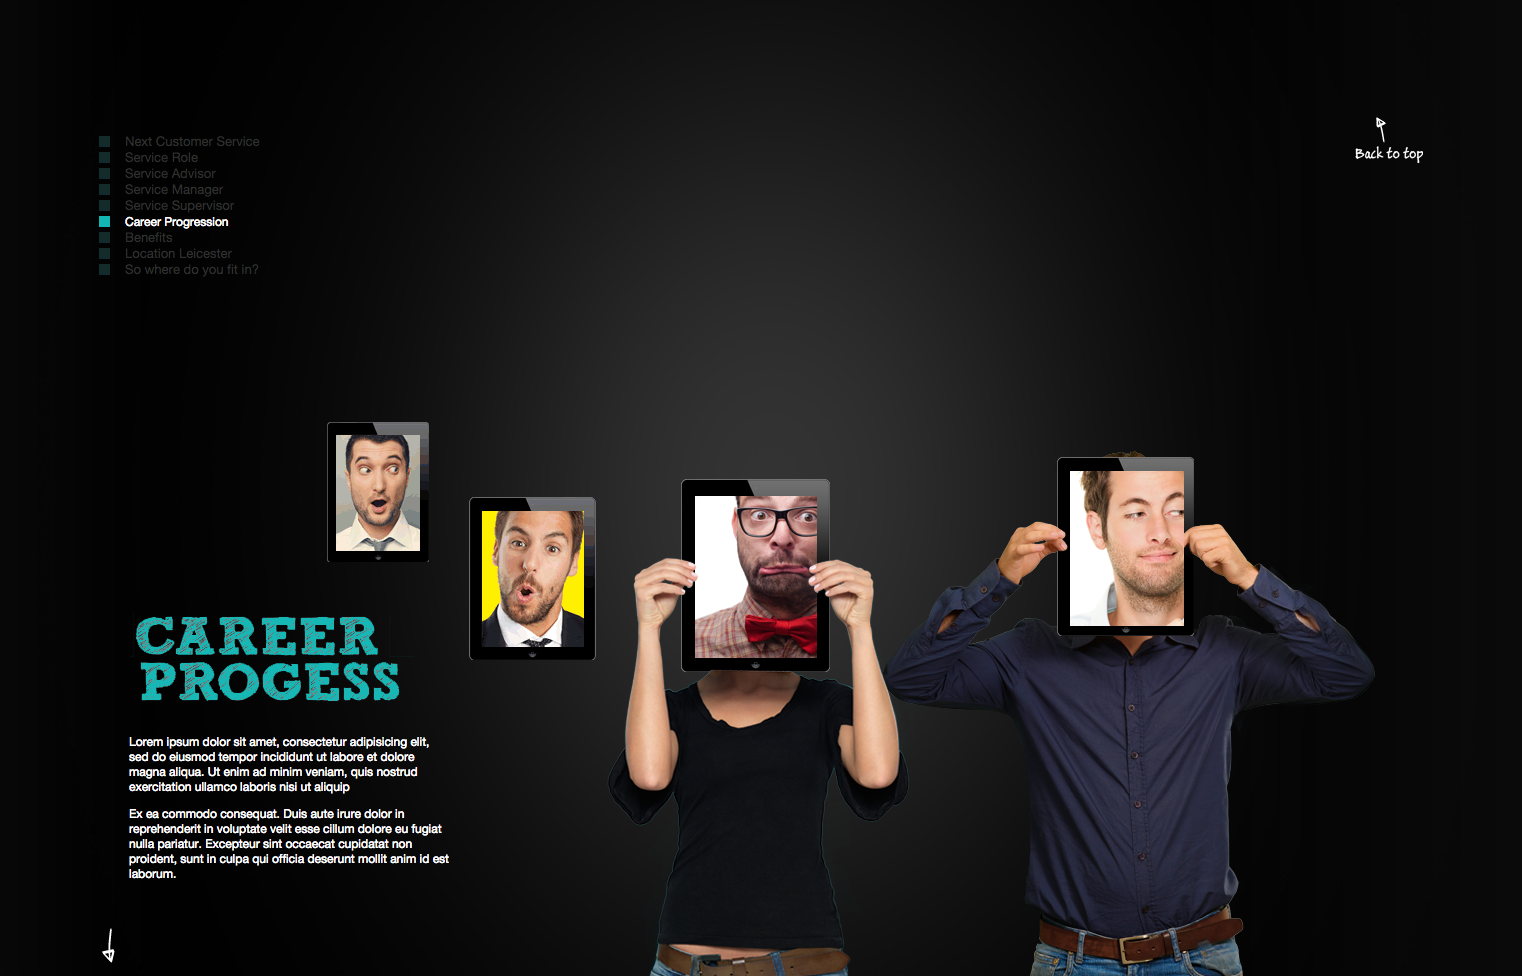 Next Customer Service
Service Role
Service Advisor
Service Manager
Service Supervisor
Career Progression
Benefits
Location Leicester
So where do you fit in?
Back to top
CAREER
PROGESS
Lorem ipsum dolor sit amet, consectetur adipisicing elit,
sed do eiusmod tempor incididunt ut labore et dolore
magna aliqua. Ut enim ad minim veniam, quis nostrud
exercitation ullamco laboris nisi ut aliquip
Ex ea commodo consequat. Duis aute irure dolor in
reprehenderit in voluptate velit esse cillum dolore eu fugiat
nulla pariatur. Excepteur sint occaecat cupidatat non
proident, sunt in culpa qui officia deserunt mollit anim id est
laborum.